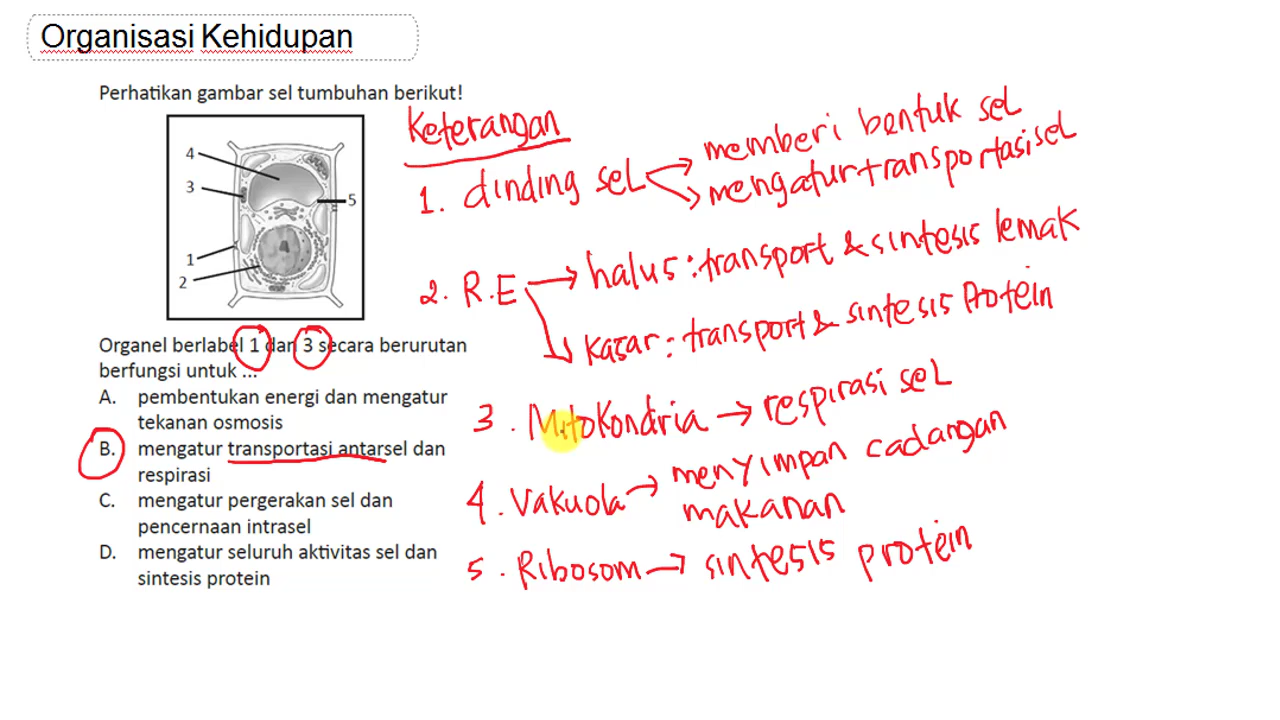 Organisasi Kehidupan
Perhatikan gambar sel tumbuhan berikut!
4
3
5
1
2
Organel berlabel 1 dan 3 secara berurutan
berfungsi untuk ...
A. pembentukan energi dan mengatur
tekanan osmosis
B. mengatur transportasi antarsel dan
respirasi
C. mengatur pergerakan sel dan
pencernaan intrasel
D. mengatur seluruh aktivitas sel dan
sintesis protein
Keterangan
1. dinding sel → memberi bentuk sel
→ mengatur transportasi sel
2. R.E → halus : transport & sintesis lemak
→ Kasar : transport & sintesis Protein
3. Mitokondria → respirasi sel
4. Vakuola → menyimpan cadangan
makanan
5. Ribosom → sintesis protein